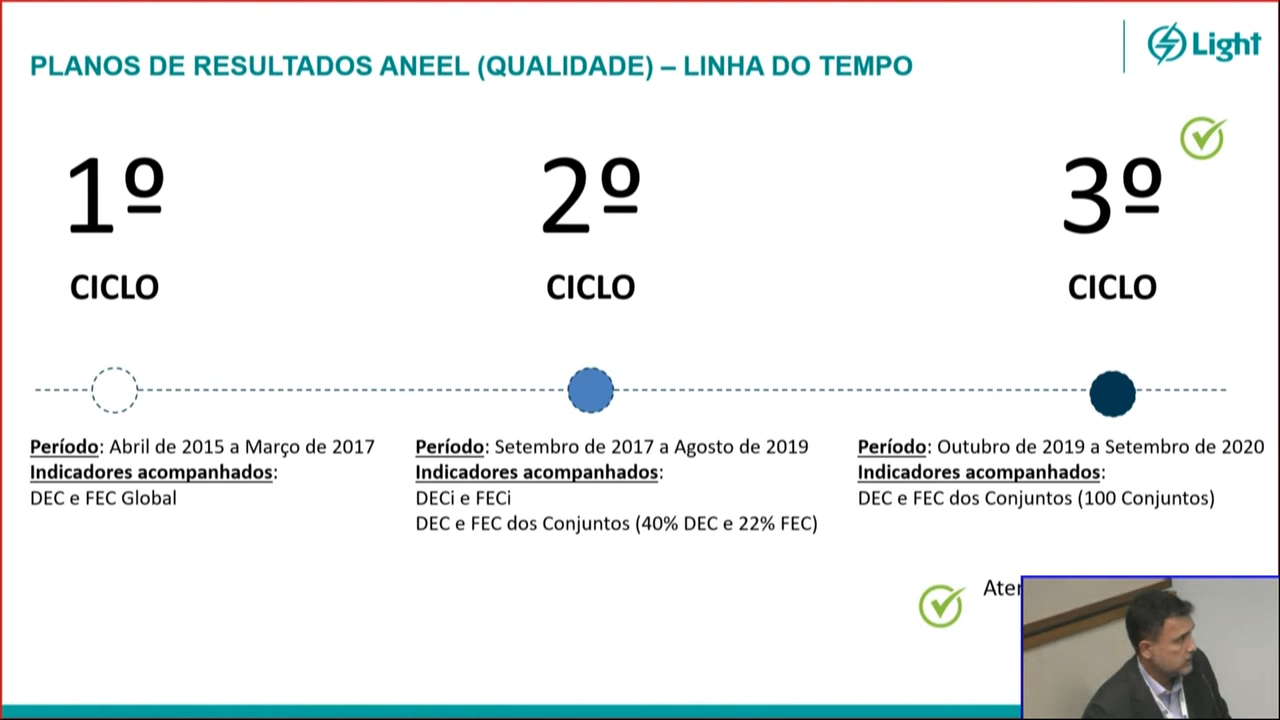 PLANOS DE RESULTADOS ANEEL (QUALIDADE) – LINHA DO TEMPO
Light
1º
CICLO
2º
CICLO
3º
CICLO
Período: Abril de 2015 a Março de 2017
Indicadores acompanhados:
DEC e FEC Global
Período: Setembro de 2017 a Agosto de 2019
Indicadores acompanhados:
DECi e FECi
DEC e FEC dos Conjuntos (40% DEC e 22% FEC)
Período: Outubro de 2019 a Setembro de 2020
Indicadores acompanhados:
DEC e FEC dos Conjuntos (100 Conjuntos)